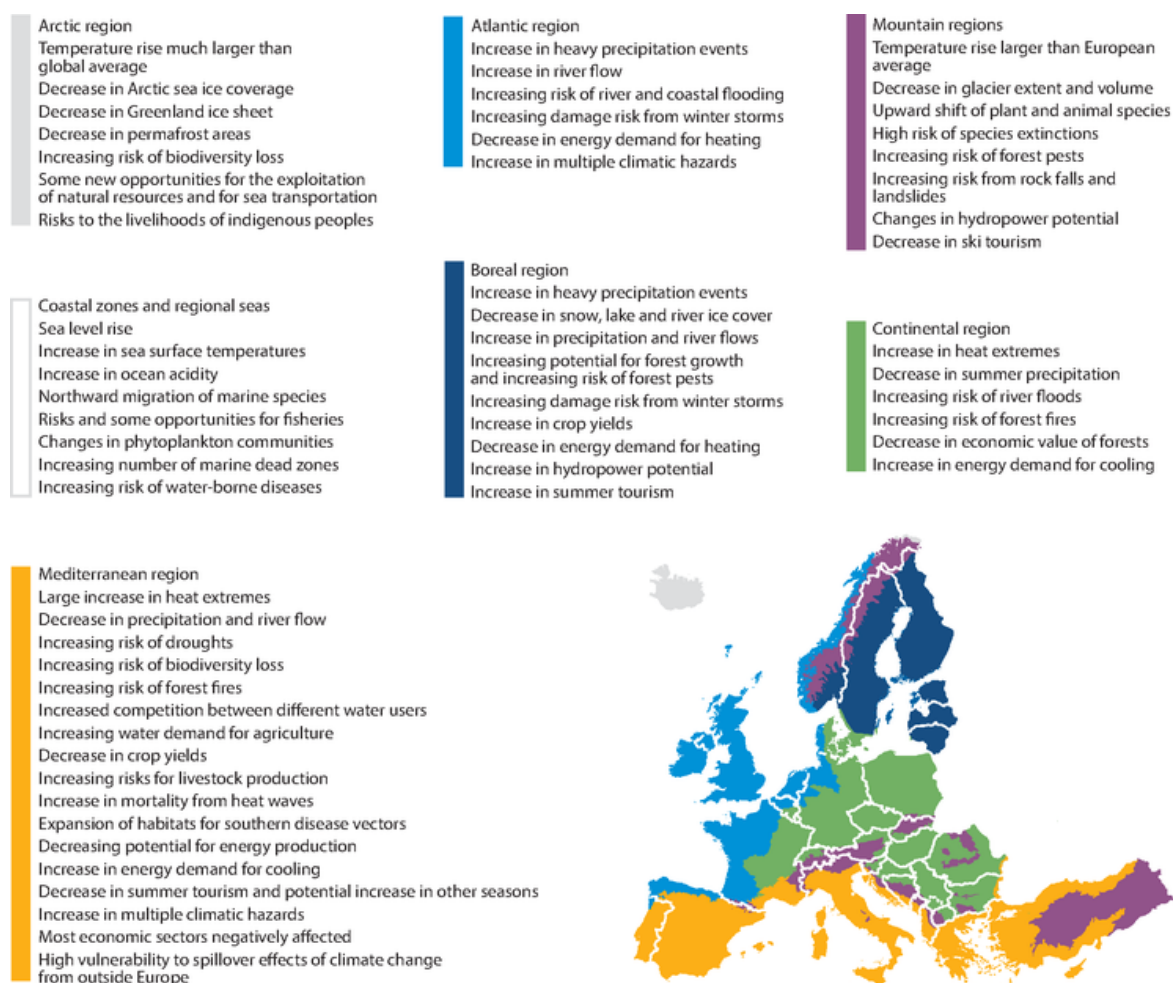 Arctic region
Temperature rise much larger than
global average
Decrease in Arctic sea ice coverage
Decrease in Greenland ice sheet
Decrease in permafrost areas
Increasing risk of biodiversity loss
Some new opportunities for the exploitation
of natural resources and for sea transportation
Risks to the livelihoods of indigenous peoples
Atlantic region
Increase in heavy precipitation events
Increase in river flow
Increasing risk of river and coastal flooding
Increasing damage risk from winter storms
Decrease in energy demand for heating
Increase in multiple climatic hazards
Mountain regions
Temperature rise larger than European
average
Decrease in glacier extent and volume
Upward shift of plant and animal species
High risk of species extinctions
Increasing risk of forest pests
Increasing risk from rock falls and
landslides
Changes in hydropower potential
Decrease in ski tourism
Coastal zones and regional seas
Sea level rise
Increase in sea surface temperatures
Increase in ocean acidity
Northward migration of marine species
Risks and some opportunities for fisheries
Changes in phytoplankton communities
Increasing number of marine dead zones
Increasing risk of water-borne diseases
Boreal region
Increase in heavy precipitation events
Decrease in snow, lake and river ice cover
Increase in precipitation and river flows
Increasing potential for forest growth
and increasing risk of forest pests
Increasing damage risk from winter storms
Increase in crop yields
Decrease in energy demand for heating
Increase in hydropower potential
Increase in summer tourism
Continental region
Increase in heat extremes
Decrease in summer precipitation
Increasing risk of river floods
Increasing risk of forest fires
Decrease in economic value of forests
Increase in energy demand for cooling
Mediterranean region
Large increase in heat extremes
Decrease in precipitation and river flow
Increasing risk of droughts
Increasing risk of biodiversity loss
Increasing risk of forest fires
Increased competition between different water users
Increasing water demand for agriculture
Decrease in crop yields
Increasing risks for livestock production
Increase in mortality from heat waves
Expansion of habitats for southern disease vectors
Decreasing potential for energy production
Increase in energy demand for cooling
Decrease in summer tourism and potential increase in other seasons
Increase in multiple climatic hazards
Most economic sectors negatively affected
High vulnerability to spillover effects of climate change
from outside Europe